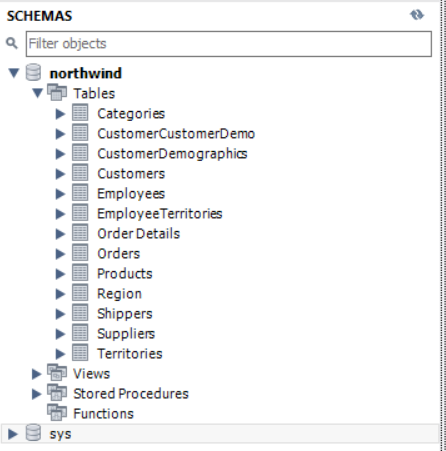 SCHEMAS
Filter objects
northwind
Tables
Categories
CustomerCustomerDemo
CustomerDemographics
Customers
Employees
EmployeeTerritories
Order Details
Orders
Products
Region
Shippers
Suppliers
Territories
Views
Stored Procedures
Functions
sys